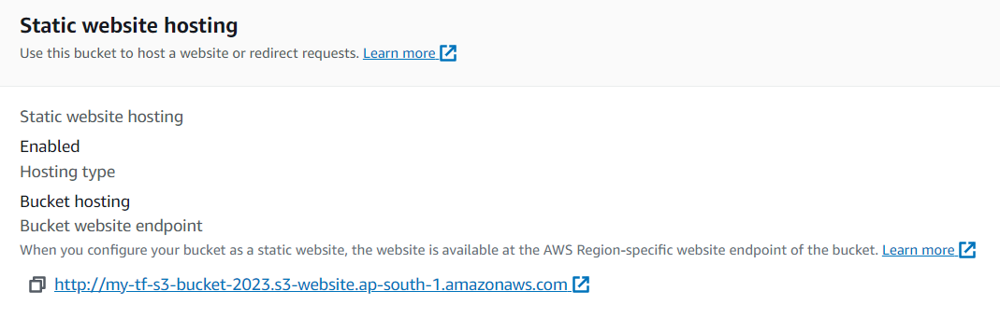 Static website hosting
Use this bucket to host a website or redirect requests. Learn more
Static website hosting
Enabled
Hosting type
Bucket hosting
Bucket website endpoint
When you configure your bucket as a static website, the website is available at the AWS Region-specific website endpoint of the bucket. Learn more
http://my-tf-s3-bucket-2023.s3-website.ap-south-1.amazonaws.com